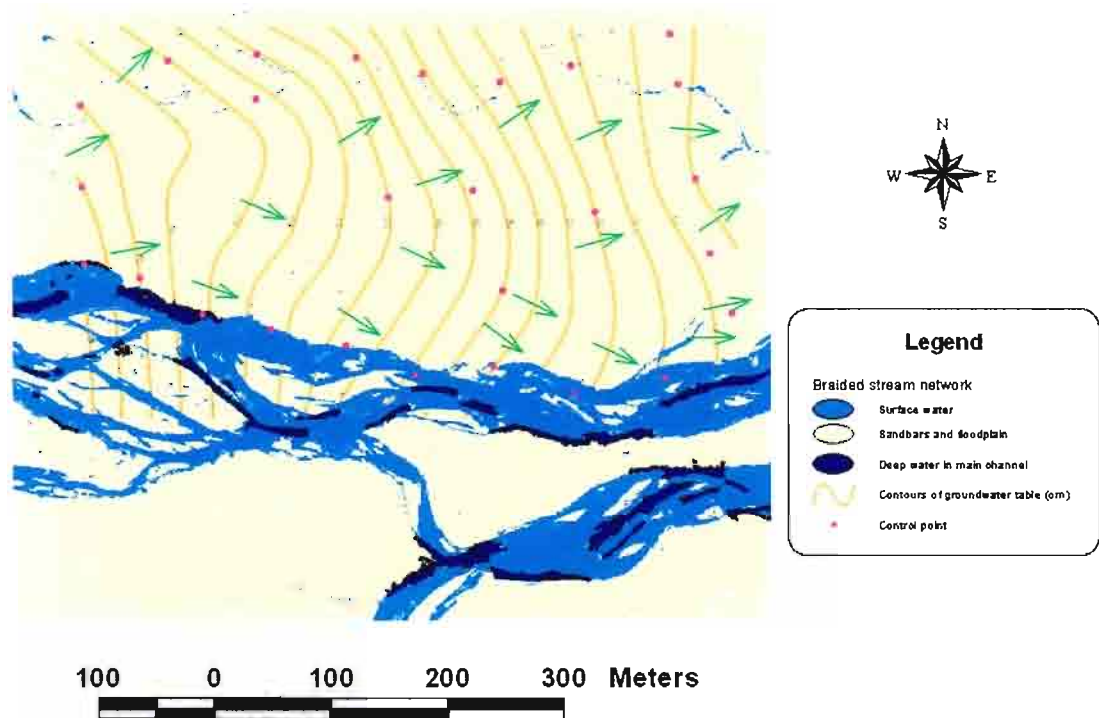 N
W E
S
Legend
Braided stream network
Surface water
Sandbars and floodplain
Deep water in main channel
Contours of groundwater table (cm)
Control point
100 0 100 200 300 Meters